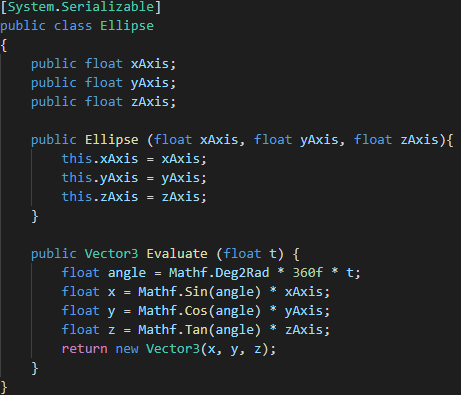 [System.Serializable]
public class Ellipse
{
    public float xAxis;
    public float yAxis;
    public float zAxis;

    public Ellipse (float xAxis, float yAxis, float zAxis){
        this.xAxis = xAxis;
        this.yAxis = yAxis;
        this.zAxis = zAxis;
    }

    public Vector3 Evaluate (float t) {
        float angle = Mathf.Deg2Rad * 360f * t;
        float x = Mathf.Sin(angle) * xAxis;
        float y = Mathf.Cos(angle) * yAxis;
        float z = Mathf.Tan(angle) * zAxis;
        return new Vector3(x, y, z);
    }
}